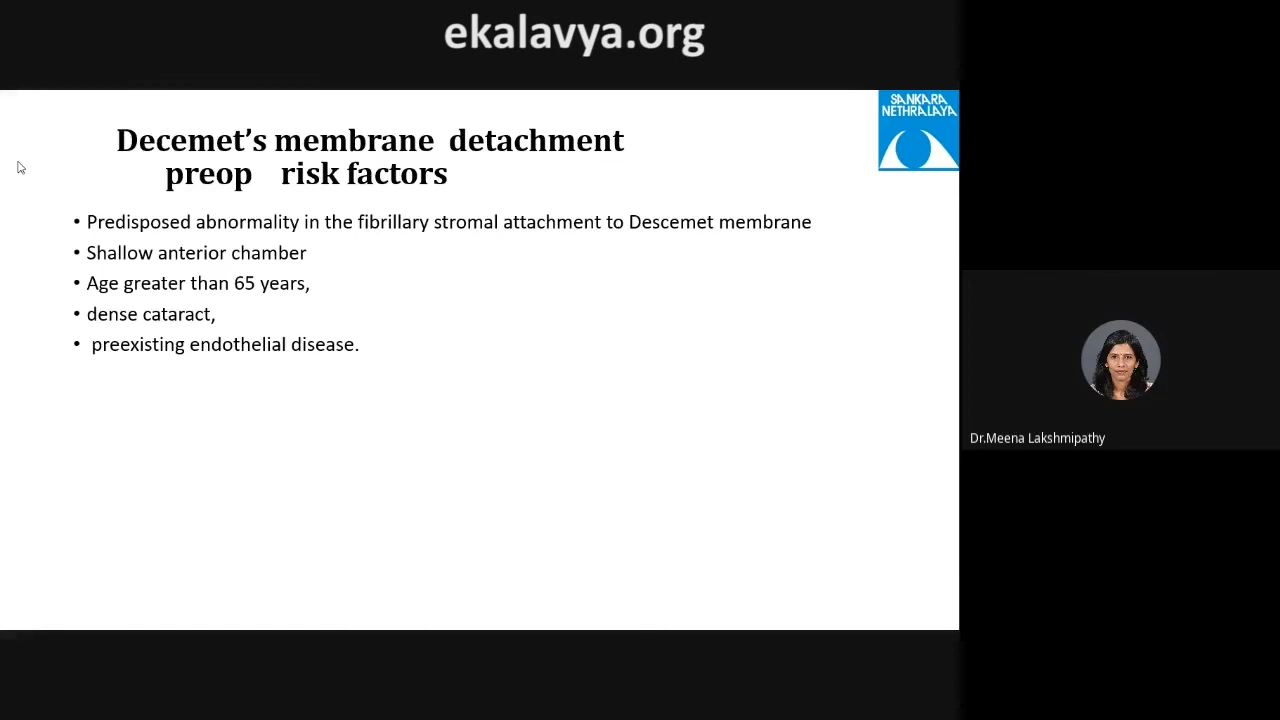 ekalavya.org
SANKARA
NETHRALAYA
Decemet’s membrane detachment
preop risk factors
• Predisposed abnormality in the fibrillary stromal attachment to Descemet membrane
• Shallow anterior chamber
• Age greater than 65 years,
• dense cataract,
• preexisting endothelial disease.
Dr.Meena Lakshmipathy